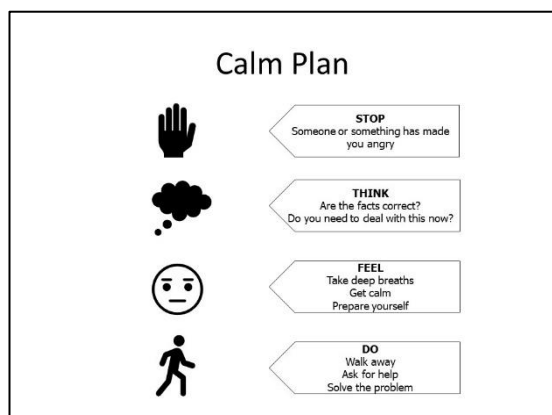 Calm Plan
STOP
Someone or something has made
you angry
THINK
Are the facts correct?
Do you need to deal with this now?
FEEL
Take deep breaths
Get calm
Prepare yourself
DO
Walk away
Ask for help
Solve the problem